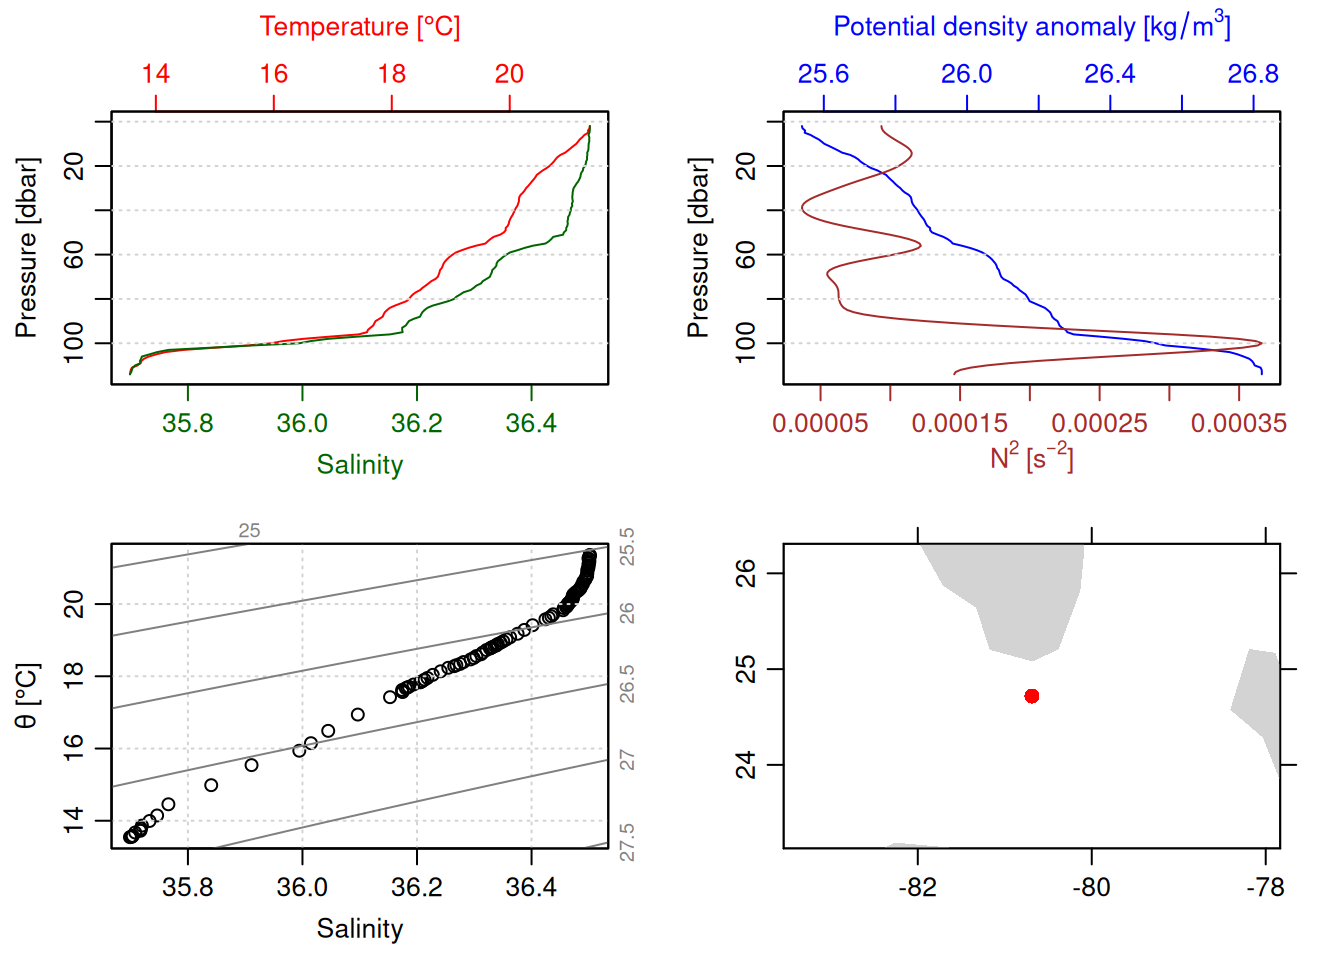 Temperature [°C]
14 16 18 20
Pressure [dbar]
20
60
100
35.8 36.0 36.2 36.4
Salinity
Potential density anomaly [kg/m³]
25.6 26.0 26.4 26.8
Pressure [dbar]
20
60
100
0.00005 0.00015 0.00025 0.00035
N² [s⁻²]
25
25.5
26
26.5
27
27.5
θ [°C]
20
18
16
14
35.8 36.0 36.2 36.4
Salinity
26
25
24
-82 -80 -78